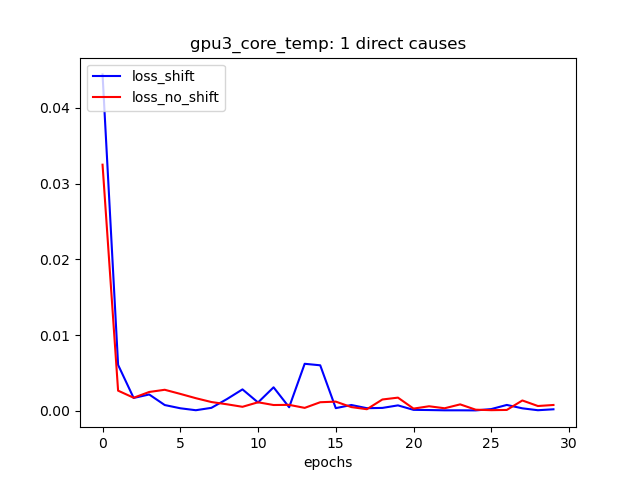 gpu3_core_temp: 1 direct causes
loss_shift
loss_no_shift
0.04
0.03
0.02
0.01
0.00
0 5 10 15 20 25 30
epochs